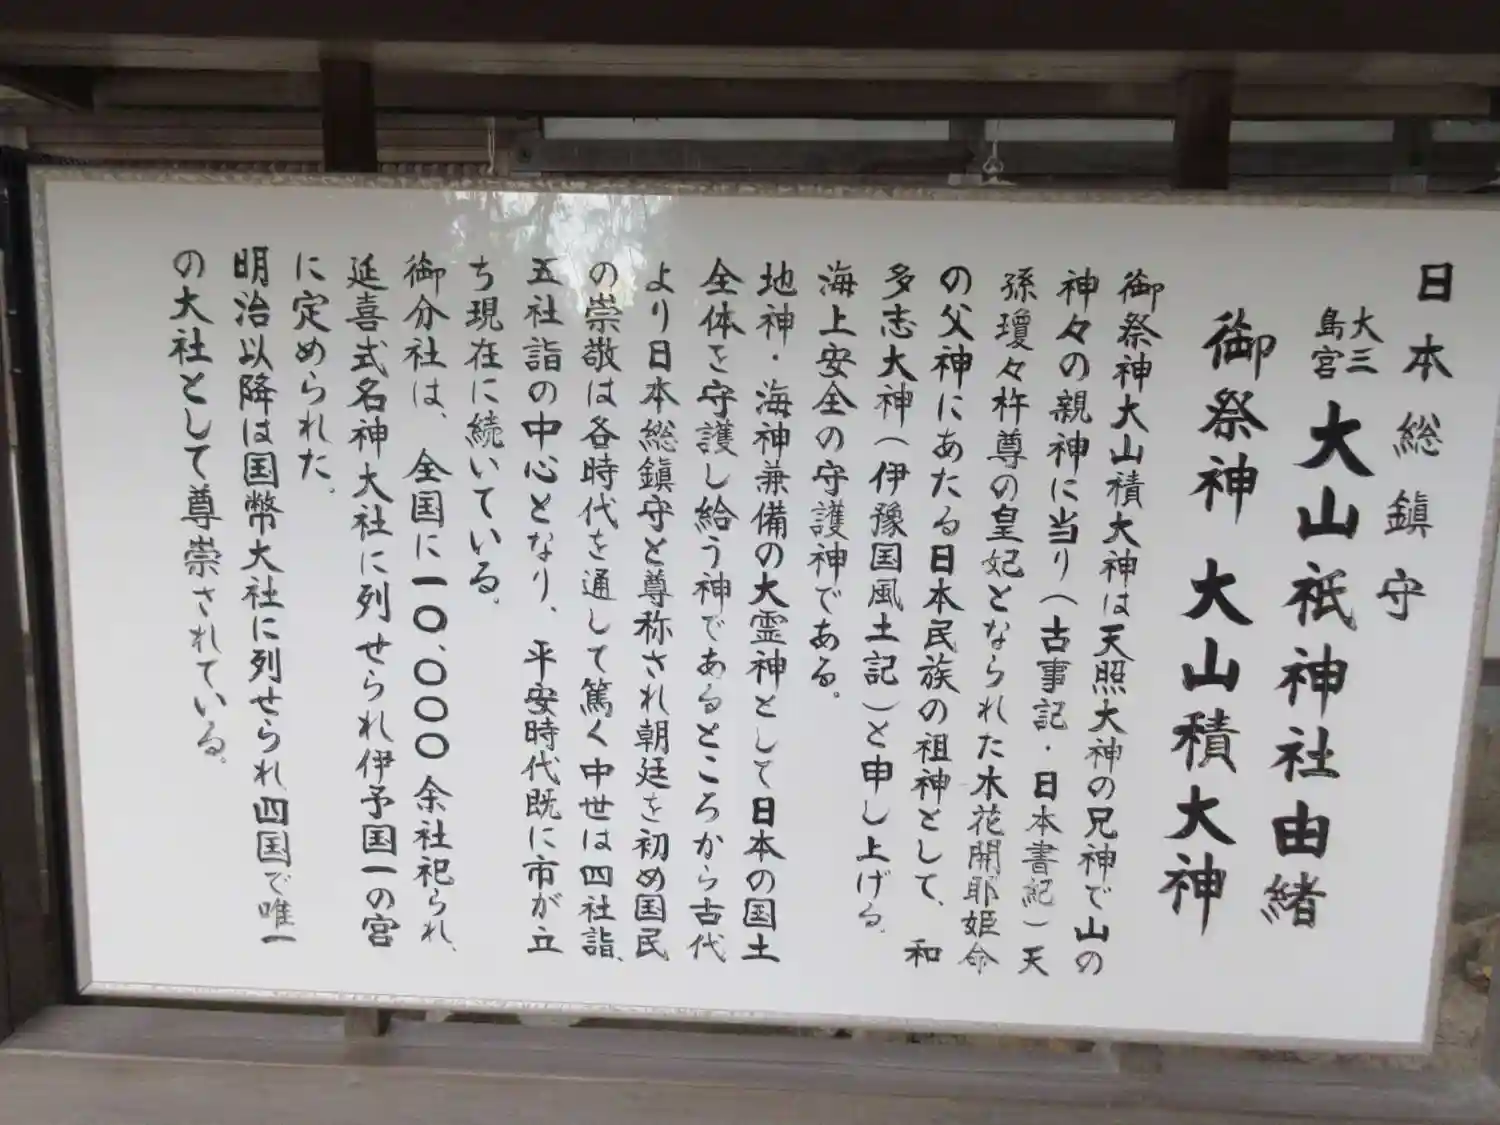 日本総鎮守
大三島宮 大山祇神社由緒
御祭神 大山積大神
御祭神大山積大神は天照大神の兄神で山の
神々の親神に当り(古事記・日本書紀)天
孫瓊々杵尊の皇妃となられた木花開耶姫命
の父神にあたる日本民族の祖神として、和
多志大神(伊豫国風土記)と申し上げる。
海上安全の守護神である。
地神・海神兼備の大霊神として日本の国土
全体を守護し給う神であるところから古代
より日本総鎮守と尊称され朝廷を初め国民
の崇敬は各時代を通して篤く中世は四社詣、
五社詣の中心となり、平安時代既に市が立
ち現在に続いている。
御分社は、全国に一〇、〇〇〇余社祀られ、
延喜式名神大社に列せられ伊予国一の宮
に定められた。
明治以降は国幣大社に列せられ四国で唯一
の大社として尊崇されている。